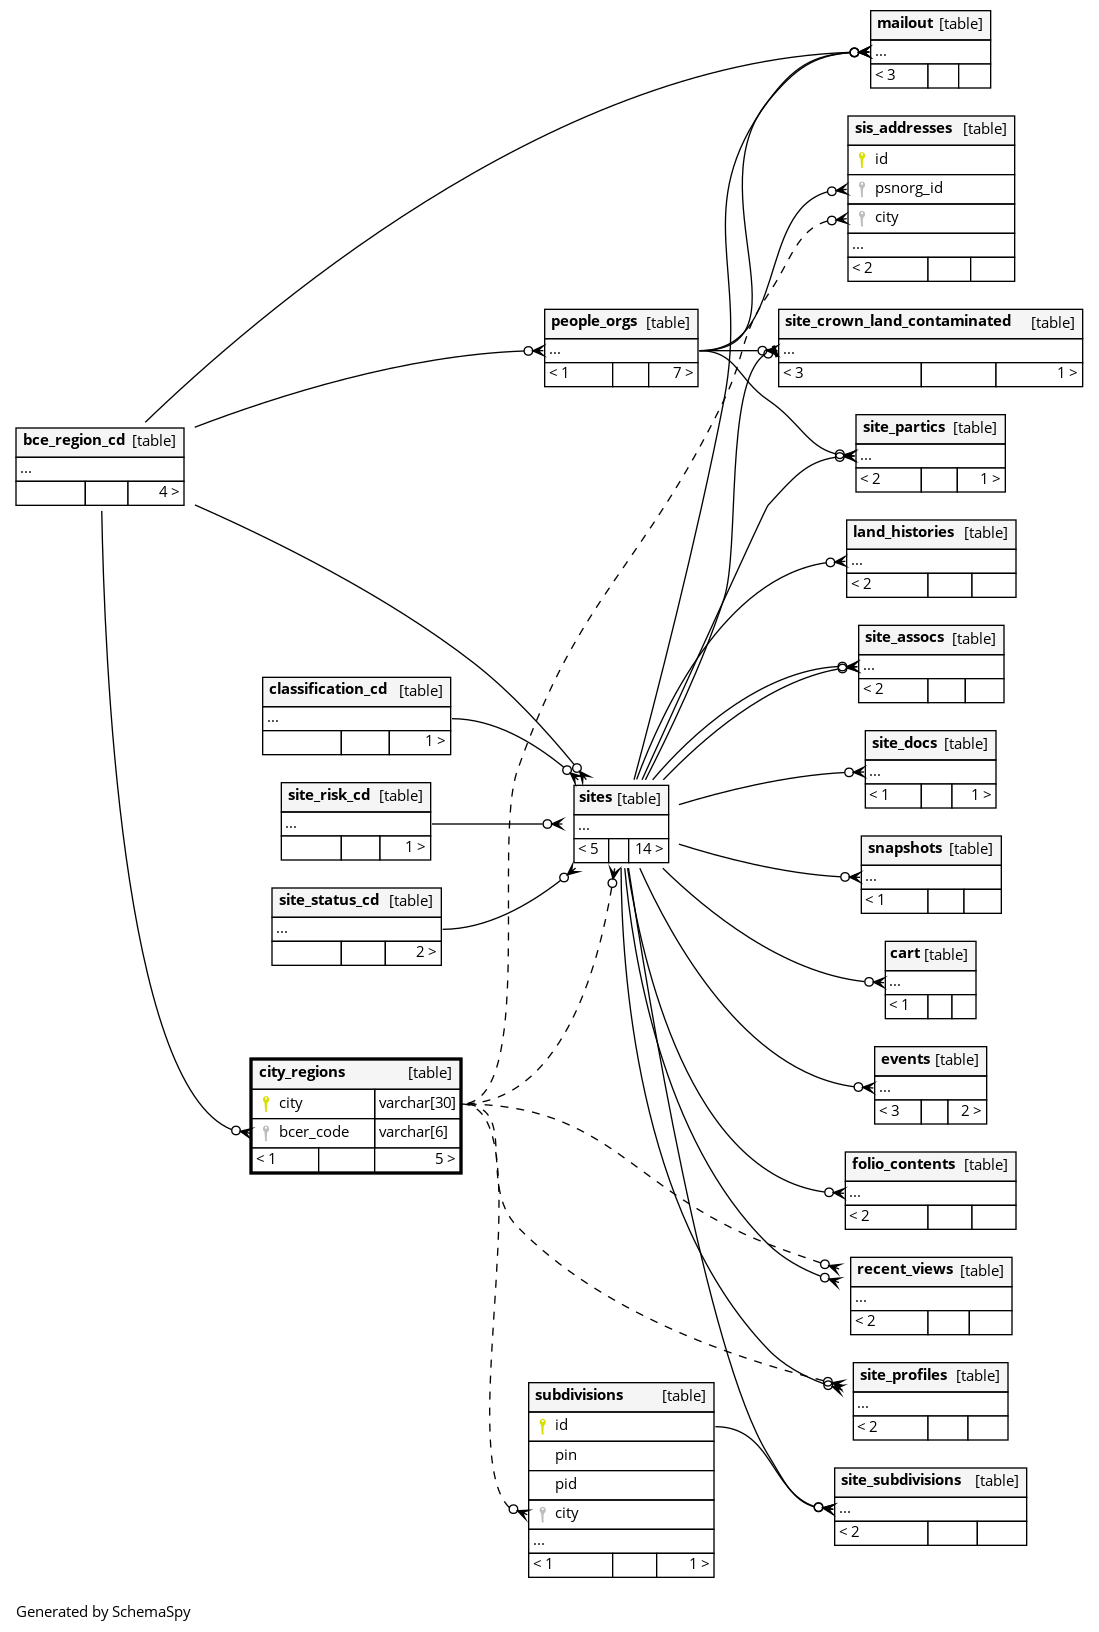 mailout [table]
...
< 3
sis_addresses [table]
id
psnorg_id
city
...
< 2
people_orgs [table]
...
< 1 7 >
site_crown_land_contaminated [table]
...
< 3 1 >
site_partics [table]
...
< 2 1 >
bce_region_cd [table]
...
4 >
land_histories [table]
...
< 2
site_assocs [table]
...
< 2
classification_cd [table]
...
1 >
site_docs [table]
...
< 1 1 >
site_risk_cd [table]
...
1 >
sites [table]
...
< 5 14 >
snapshots [table]
...
< 1
site_status_cd [table]
...
2 >
cart [table]
...
< 1
events [table]
...
< 3 2 >
city_regions [table]
city varchar[30]
bcer_code varchar[6]
< 1 5 >
folio_contents [table]
...
< 2
recent_views [table]
...
< 2
site_profiles [table]
...
< 2
subdivisions [table]
id
pin
pid
city
...
< 1 1 >
site_subdivisions [table]
...
< 2
Generated by SchemaSpy